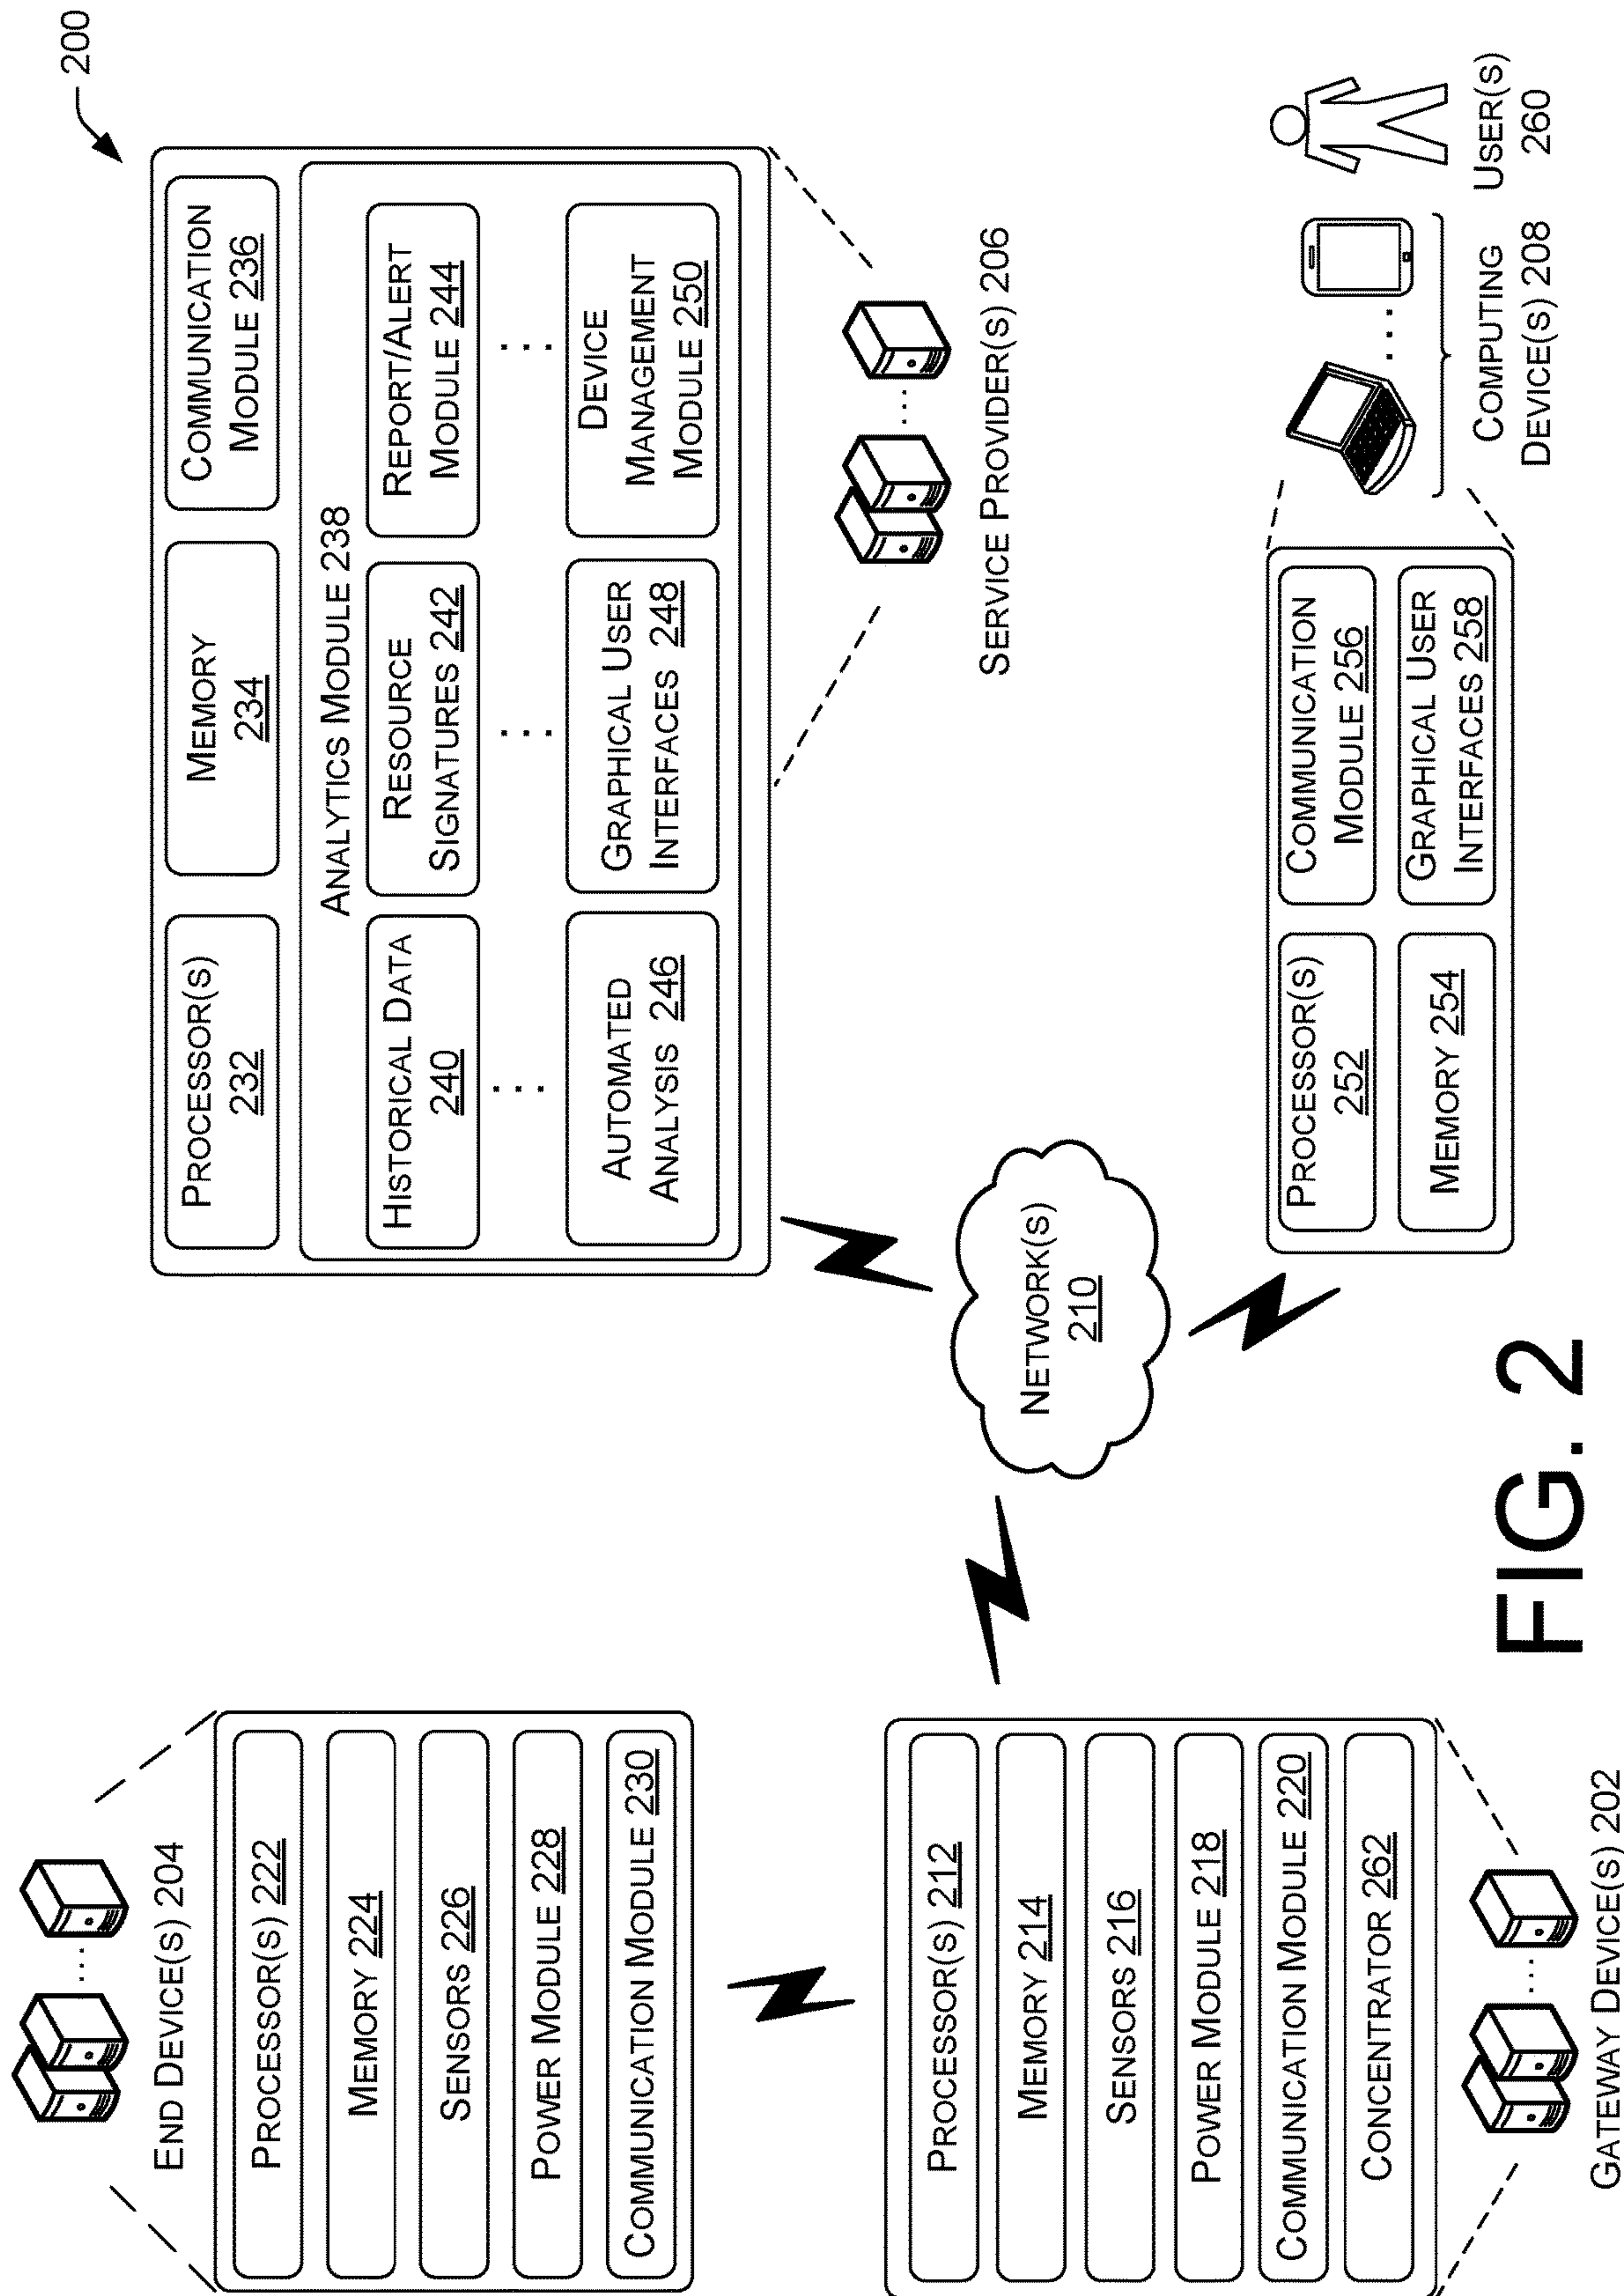 200
END DEVICE(S) 204
PROCESSOR(S) 222
MEMORY 224
SENSORS 226
POWER MODULE 228
COMMUNICATION MODULE 230
PROCESSOR(S) 212
MEMORY 214
SENSORS 216
POWER MODULE 218
COMMUNICATION MODULE 220
CONCENTRATOR 262
GATEWAY DEVICE(S) 202
NETWORK(S)
210
PROCESSOR(S)
232
MEMORY
234
COMMUNICATION
MODULE 236
ANALYTICS MODULE 238
HISTORICAL DATA
240
RESOURCE
SIGNATURES 242
REPORT/ALERT
MODULE 244
...
...
...
AUTOMATED
ANALYSIS 246
GRAPHICAL USER
INTERFACES 248
DEVICE
MANAGEMENT
MODULE 250
SERVICE PROVIDER(S) 206
PROCESSOR(S)
252
COMMUNICATION
MODULE 256
MEMORY 254
GRAPHICAL USER
INTERFACES 258
COMPUTING
DEVICE(S) 208
USER(S)
260
FIG. 2